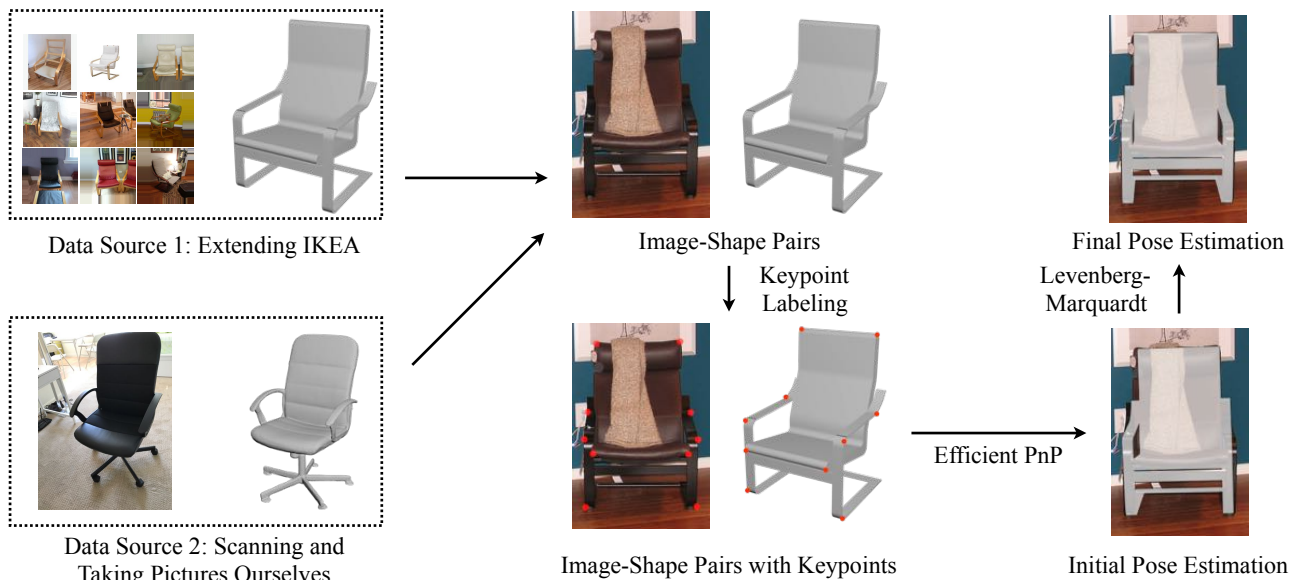 Data Source 1: Extending IKEA
Data Source 2: Scanning and
Taking Pictures Ourselves
Image-Shape Pairs
Keypoint
Labeling
Image-Shape Pairs with Keypoints
Efficient PnP
Final Pose Estimation
Levenberg-
Marquardt
Initial Pose Estimation